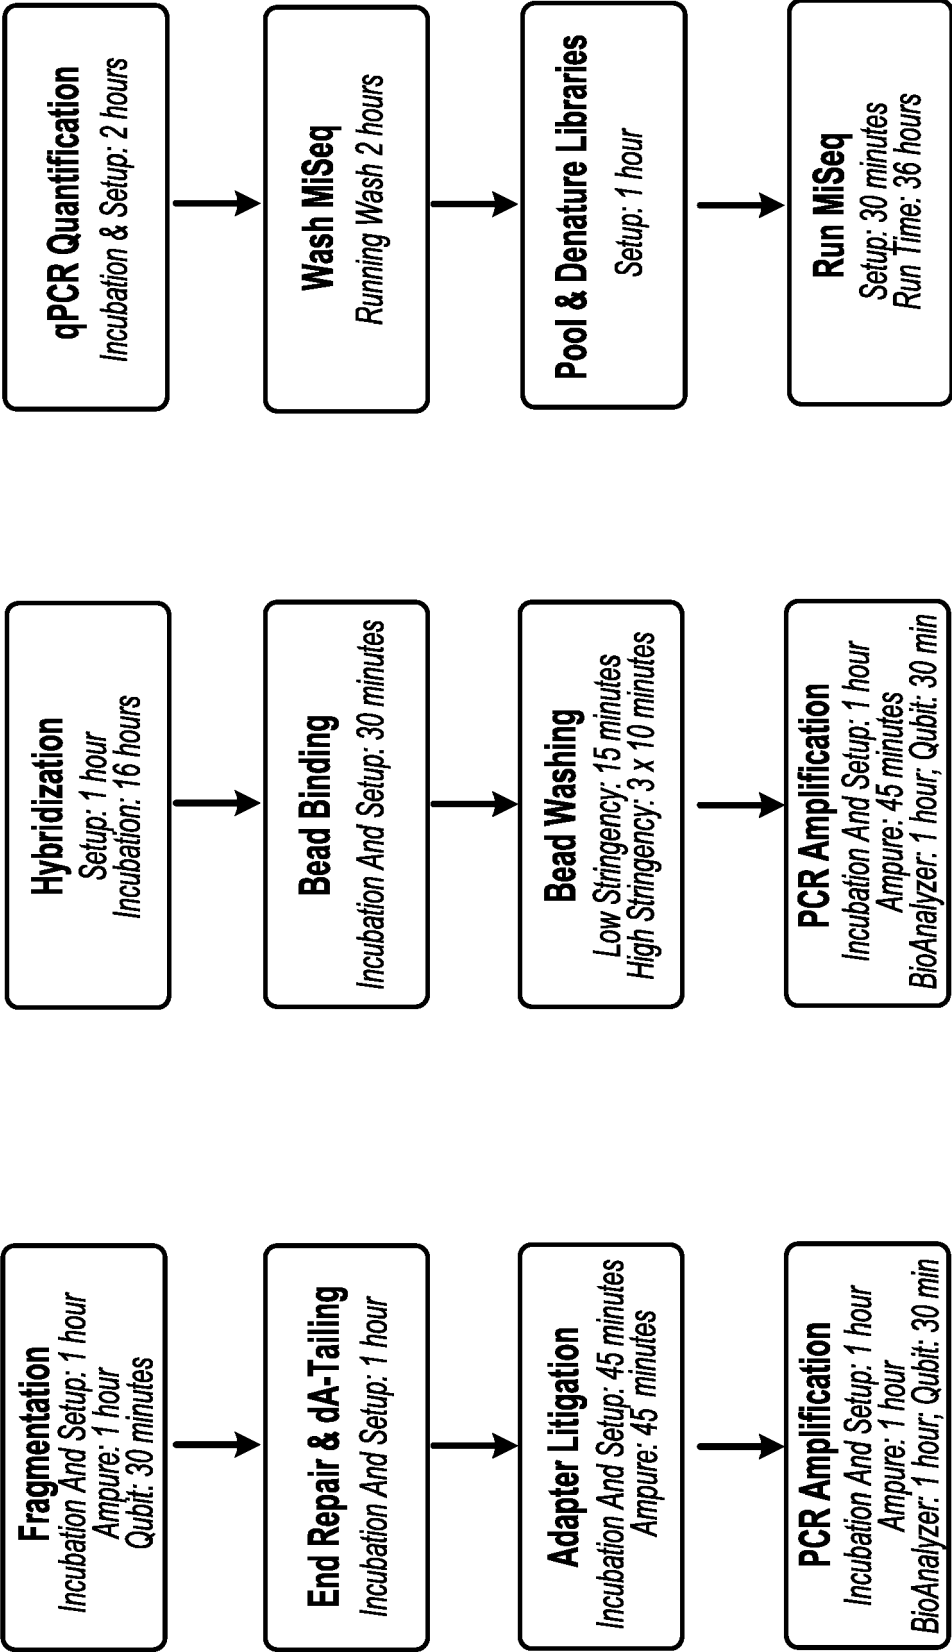 Fragmentation
Incubation And Setup: 1 hour
Ampure: 1 hour
Qubit: 30 minutes
End Repair & dA-Tailing
Incubation And Setup: 1 hour
Adapter Litigation
Incubation And Setup: 45 minutes
Ampure: 45 minutes
PCR Amplification
Incubation And Setup: 1 hour
Ampure: 1 hour
BioAnalyzer: 1 hour; Qubit: 30 min
Hybridization
Setup: 1 hour
Incubation: 16 hours
Bead Binding
Incubation And Setup: 30 minutes
Bead Washing
Low Stringency: 15 minutes
High Stringency: 3 x 10 minutes
PCR Amplification
Incubation And Setup: 1 hour
Ampure: 45 minutes
BioAnalyzer: 1 hour; Qubit: 30 min
qPCR Quantification
Incubation & Setup: 2 hours
Wash MiSeq
Running Wash 2 hours
Pool & Denature Libraries
Setup: 1 hour
Run MiSeq
Setup: 30 minutes
Run Time: 36 hours